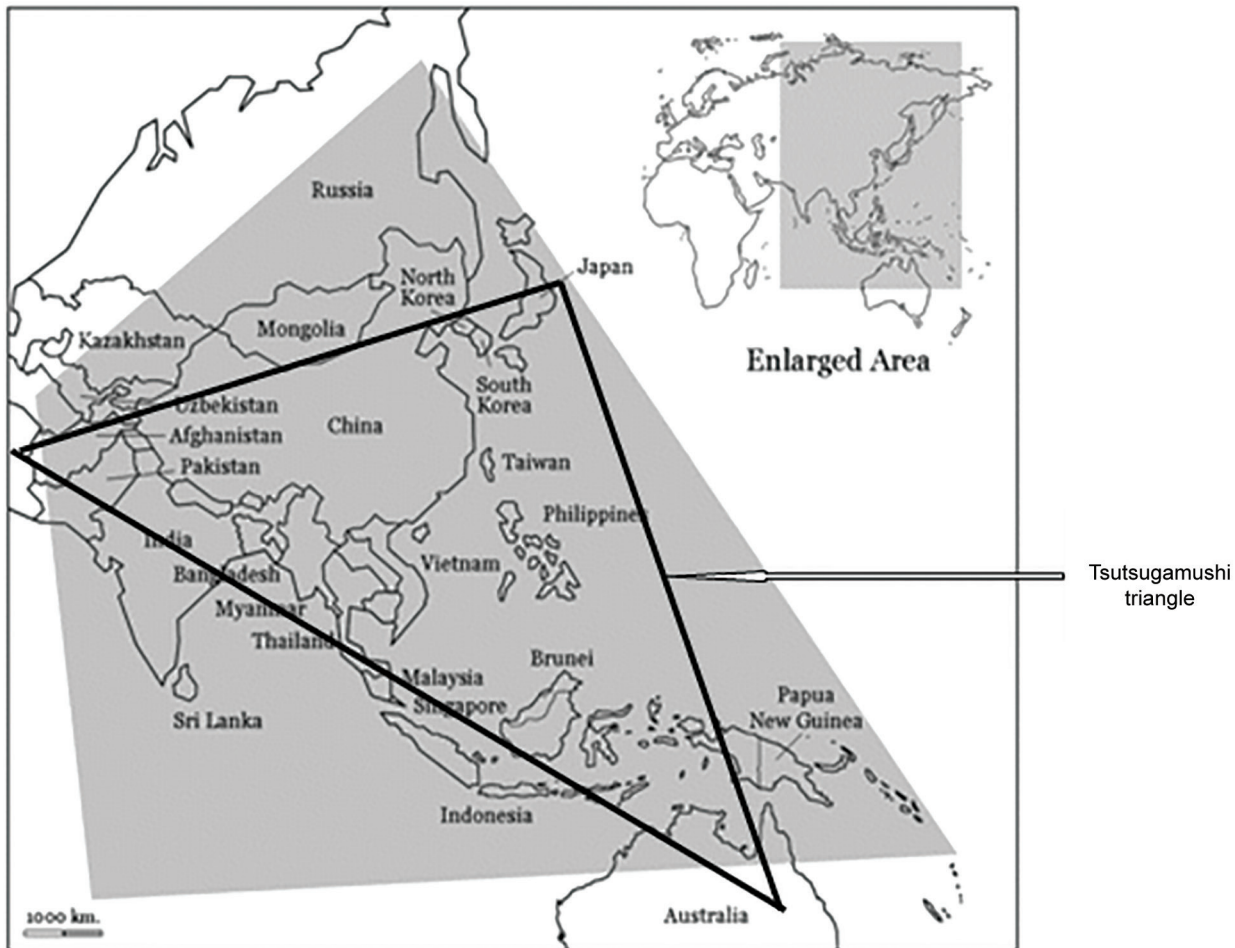 Russia
Japan
North
Korea
Mongolia
Kazakhstan
Enlarged Area
South
Korea
Uzbekistan
China
Afghanistan
Pakistan
Taiwan
Philippines
India
Vietnam
Bangladesh
Tsutsugamushi
triangle
Myanmar
Thailand
Brunei
Malaysia
Singapore
Papua
New Guinea
Sri Lanka
Indonesia
1000 km.
Australia